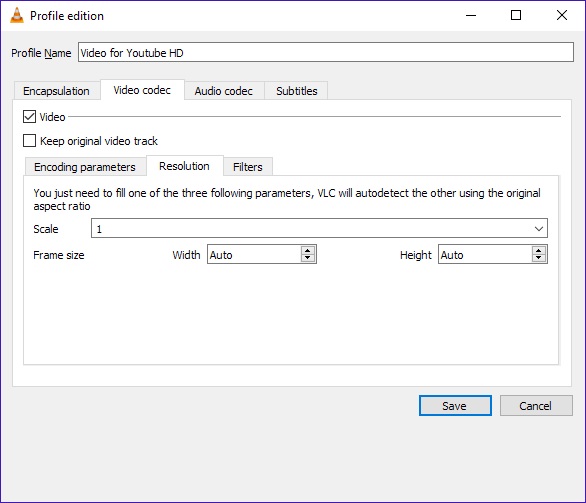 Profile edition
Profile Name Video for Youtube HD
Encapsulation Video codec Audio codec Subtitles
Video
Keep original video track
Encoding parameters Resolution Filters
You just need to fill one of the three following parameters, VLC will autodetect the other using the original
aspect ratio
Scale 1
Frame size Width Auto Height Auto
Save Cancel